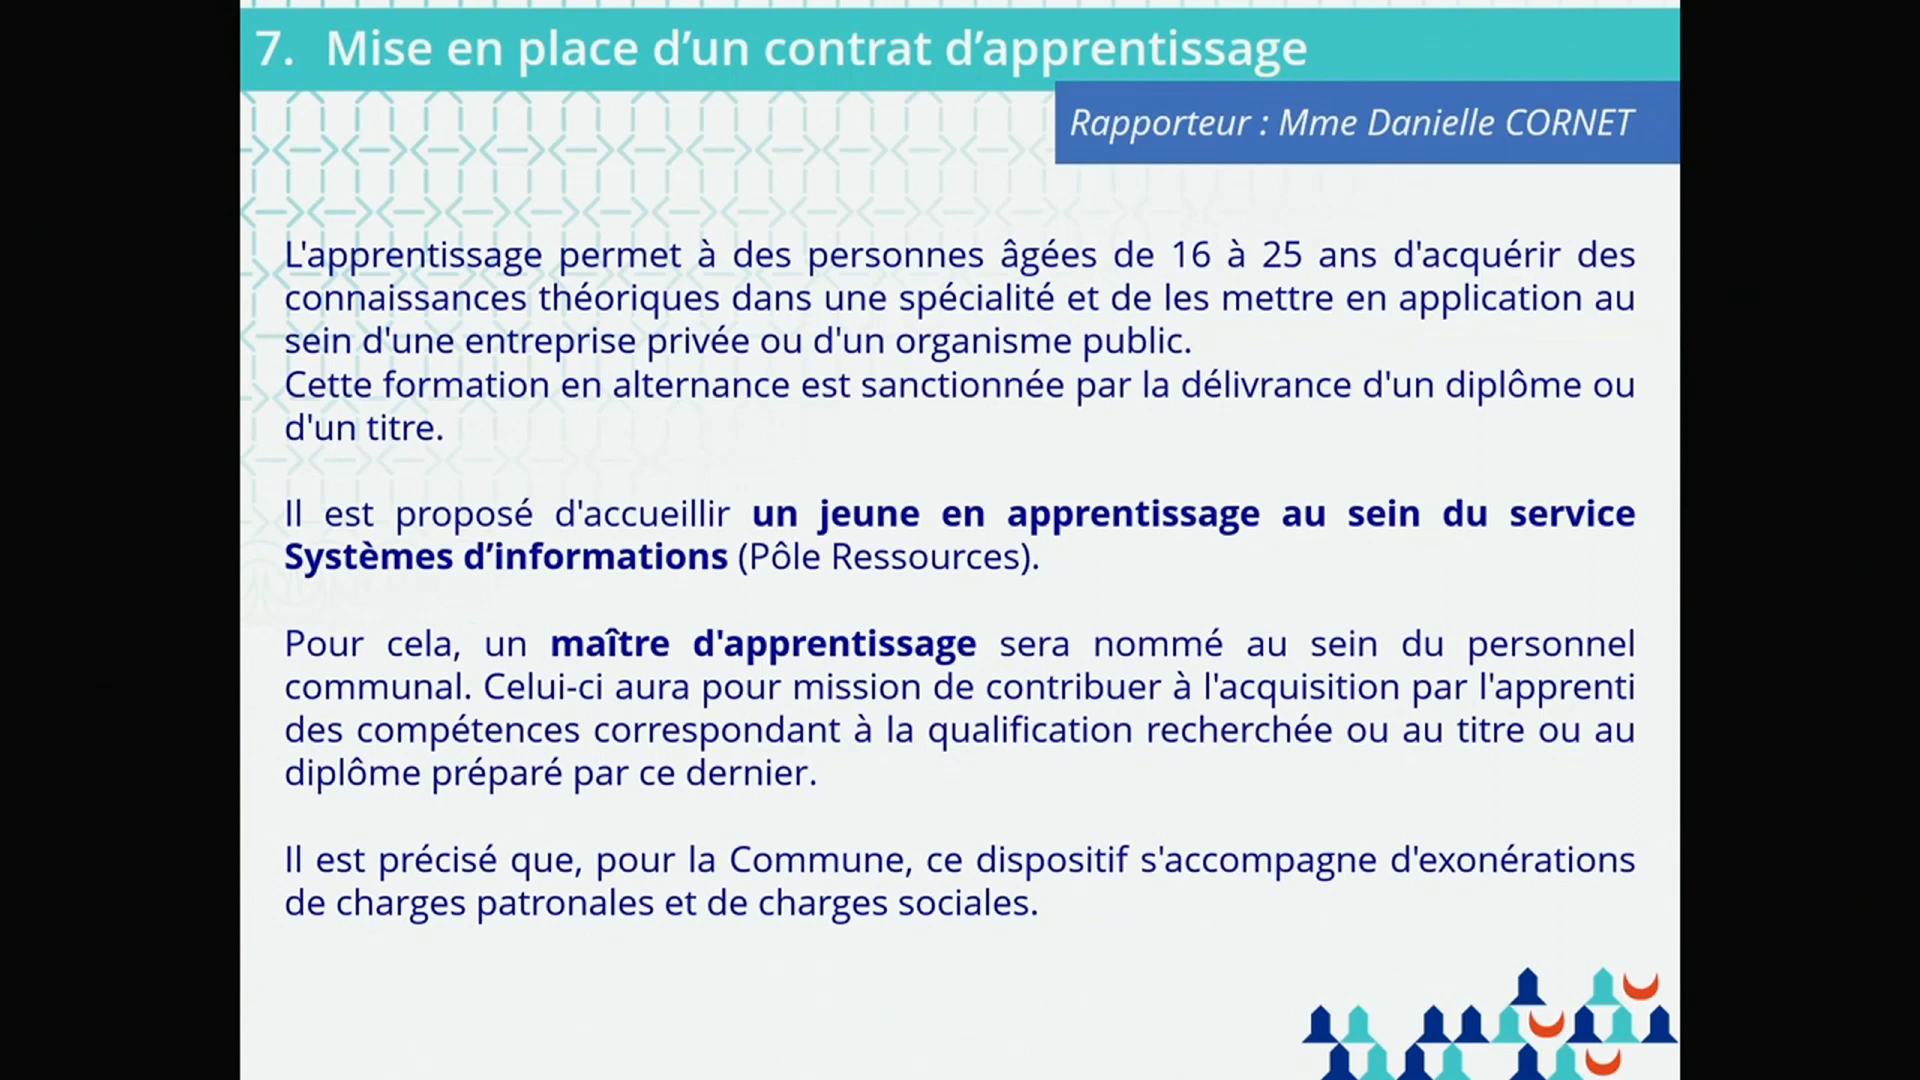 7. Mise en place d’un contrat d’apprentissage
Rapporteur : Mme Danielle CORNET
L'apprentissage permet à des personnes âgées de 16 à 25 ans d'acquérir des
connaissances théoriques dans une spécialité et de les mettre en application au
sein d'une entreprise privée ou d'un organisme public.
Cette formation en alternance est sanctionnée par la délivrance d'un diplôme ou
d'un titre.
Il est proposé d'accueillir un jeune en apprentissage au sein du service
Systèmes d’informations (Pôle Ressources).
Pour cela, un maître d'apprentissage sera nommé au sein du personnel
communal. Celui-ci aura pour mission de contribuer à l'acquisition par l'apprenti
des compétences correspondant à la qualification recherchée ou au titre ou au
diplôme préparé par ce dernier.
Il est précisé que, pour la Commune, ce dispositif s'accompagne d'exonérations
de charges patronales et de charges sociales.